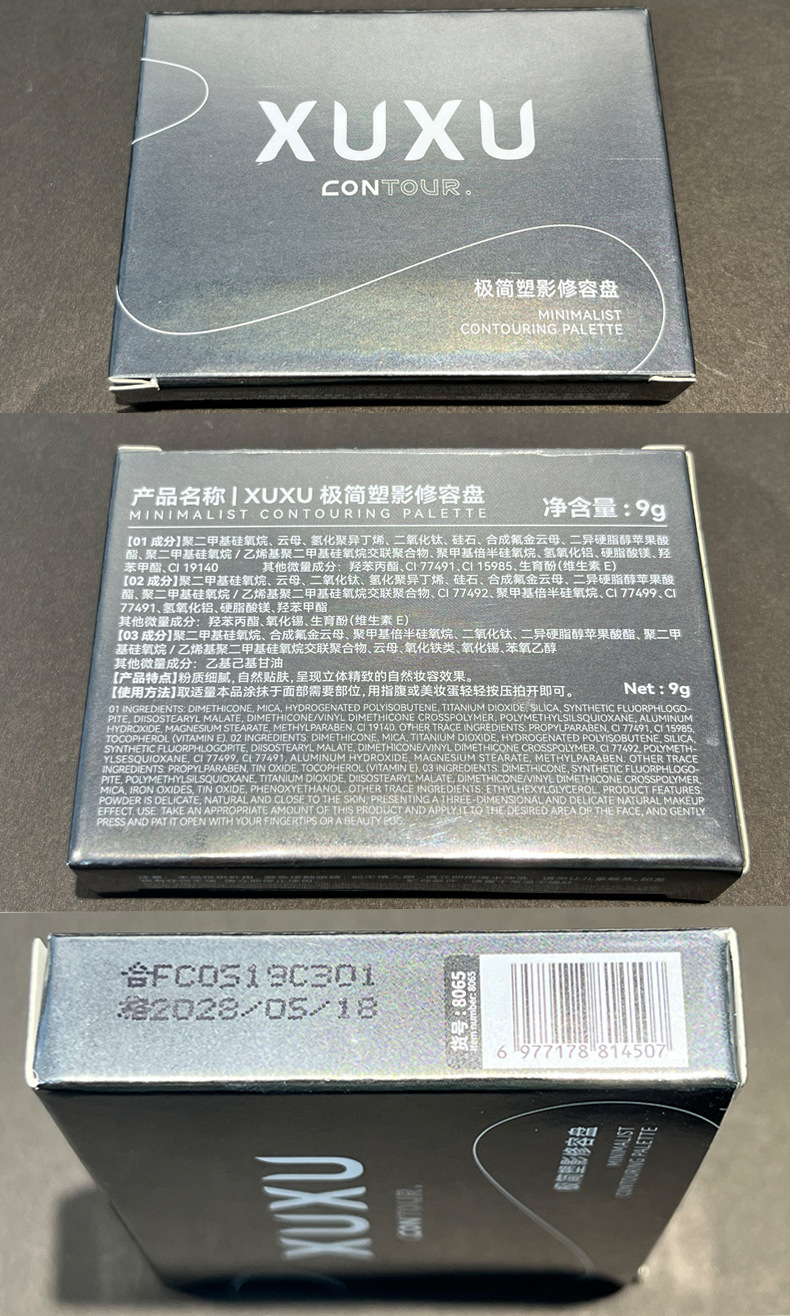 XUXU
CONTOUR.
极简塑影修容盘
MINIMALIST
CONTOURING PALETTE
产品名称 | XUXU 极简塑影修容盘
MINIMALIST CONTOURING PALETTE
净含量：9g
【01 成分】聚二甲基硅氧烷、云母、氢化聚异丁烯、二氧化钛、硅石、合成氟金云母、二异硬脂醇苹果酸
酯、聚二甲基硅氧烷 / 乙烯基聚二甲基硅氧烷交联聚合物、聚甲基倍半硅氧烷、氢氧化铝、硬脂酸镁、羟
苯甲酯、CI 19140 其他微量成分：羟苯丙酯、CI 77491、CI 15985、生育酚(维生素 E)
【02 成分】聚二甲基硅氧烷、云母、二氧化钛、氢化聚异丁烯、硅石、合成氟金云母、二异硬脂醇苹果酸
酯、聚二甲基硅氧烷 / 乙烯基聚二甲基硅氧烷交联聚合物、CI 77492、聚甲基倍半硅氧烷、CI 77499、CI
77491、氢氧化铝、硬脂酸镁、羟苯甲酯
其他微量成分：羟苯丙酯、氧化锡、生育酚(维生素 E)
【03 成分】聚二甲基硅氧烷、合成氟金云母、聚甲基倍半硅氧烷、二氧化钛、二异硬脂醇苹果酸酯、聚二甲
基硅氧烷 / 乙烯基聚二甲基硅氧烷交联聚合物、云母、氧化铁类、氧化锡、苯氧乙醇
其他微量成分：乙基己基甘油
【产品特点】粉质细腻，自然贴肤，呈现立体精致的自然妆容效果。
【使用方法】取适量本品涂抹于面部需要部位，用指腹或美妆蛋轻轻按压拍开即可。
Net : 9g
01 INGREDIENTS: DIMETHICONE, MICA, HYDROGENATED POLYISOBUTENE, TITANIUM DIOXIDE, SILICA, SYNTHETIC FLUORPHLOGO-
PITE, DIISOSTEARYL MALATE, DIMETHICONE/VINYL DIMETHICONE CROSSPOLYMER, POLYMETHYLSILSQUIOXANE, ALUMINUM
HYDROXIDE, MAGNESIUM STEARATE, METHYLPARABEN, CI 19140. OTHER TRACE INGREDIENTS: PROPYLPARABEN, CI 77491, CI 15985,
TOCOPHEROL (VITAMIN E). 02 INGREDIENTS: DIMETHICONE, MICA, TITANIUM DIOXIDE, HYDROGENATED POLYISOBUTENE, SILICA,
SYNTHETIC FLUORPHLOGOPITE, DIISOSTEARYL MALATE, DIMETHICONE/VINYL DIMETHICONE CROSSPOLYMER, CI 77492, POLYMETH-
YLSESQUIOXANE, CI 77499, CI 77491, ALUMINUM HYDROXIDE, MAGNESIUM STEARATE, METHYLPARABEN. OTHER TRACE
INGREDIENTS: PROPYLPARABEN, TIN OXIDE, TOCOPHEROL (VITAMIN E). 03 INGREDIENTS: DIMETHICONE, SYNTHETIC FLUORPHLOGO-
PITE, POLYMETHYLSILSQUIOXANE, TITANIUM DIOXIDE, DIISOSTEARYL MALATE, DIMETHICONE/VINYL DIMETHICONE CROSSPOLYMER,
MICA, IRON OXIDES, TIN OXIDE, PHENOXYETHANOL. OTHER TRACE INGREDIENTS: ETHYLHEXYLGLYCEROL. PRODUCT FEATURES:
POWDER IS DELICATE, NATURAL AND CLOSE TO THE SKIN, PRESENTING A THREE-DIMENSIONAL AND DELICATE NATURAL MAKEUP
EFFECT. USE: TAKE AN APPROPRIATE AMOUNT OF THIS PRODUCT AND APPLY IT TO THE DESIRED AREA OF THE FACE, AND GENTLY
PRESS AND PAT IT OPEN WITH YOUR FINGERTIPS OR A BEAUTY EGG.
合FC0519C301
格2028/05/18
货号：8065
Item number: 8065
6 977178 814507
XUXU
CONTOUR.
极简塑影修容盘
MINIMALIST
CONTOURING PALETTE